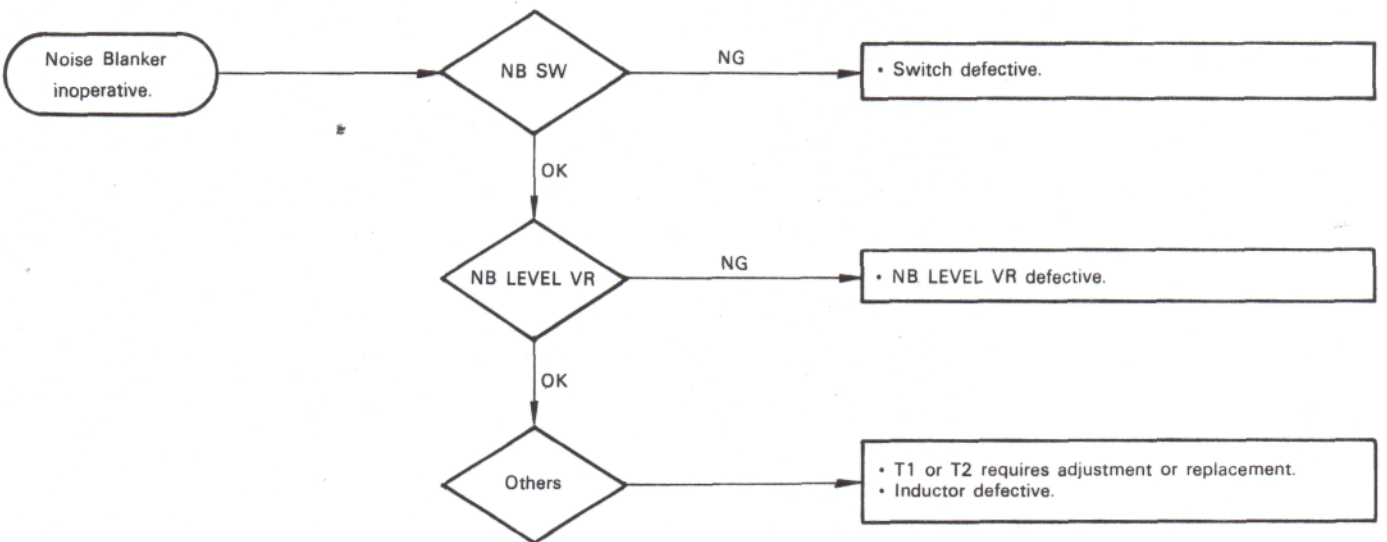 Noise Blanker
inoperative.
NB SW
NG
• Switch defective.
OK
NB LEVEL VR
NG
• NB LEVEL VR defective.
OK
Others
• T1 or T2 requires adjustment or replacement.
• Inductor defective.